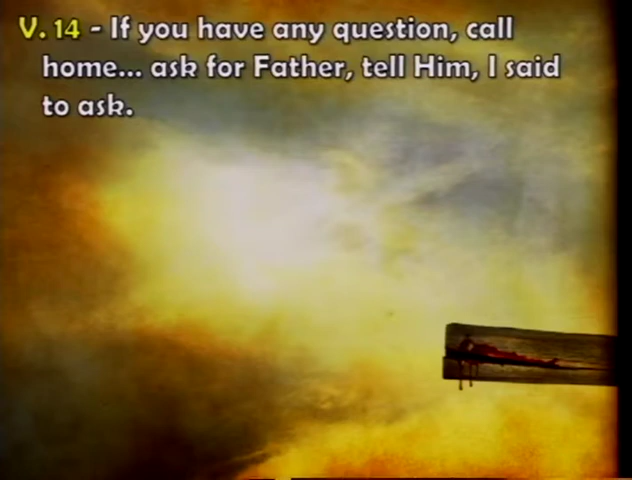 V. 14 - If you have any question, call
home... ask for Father, tell Him, I said
to ask.